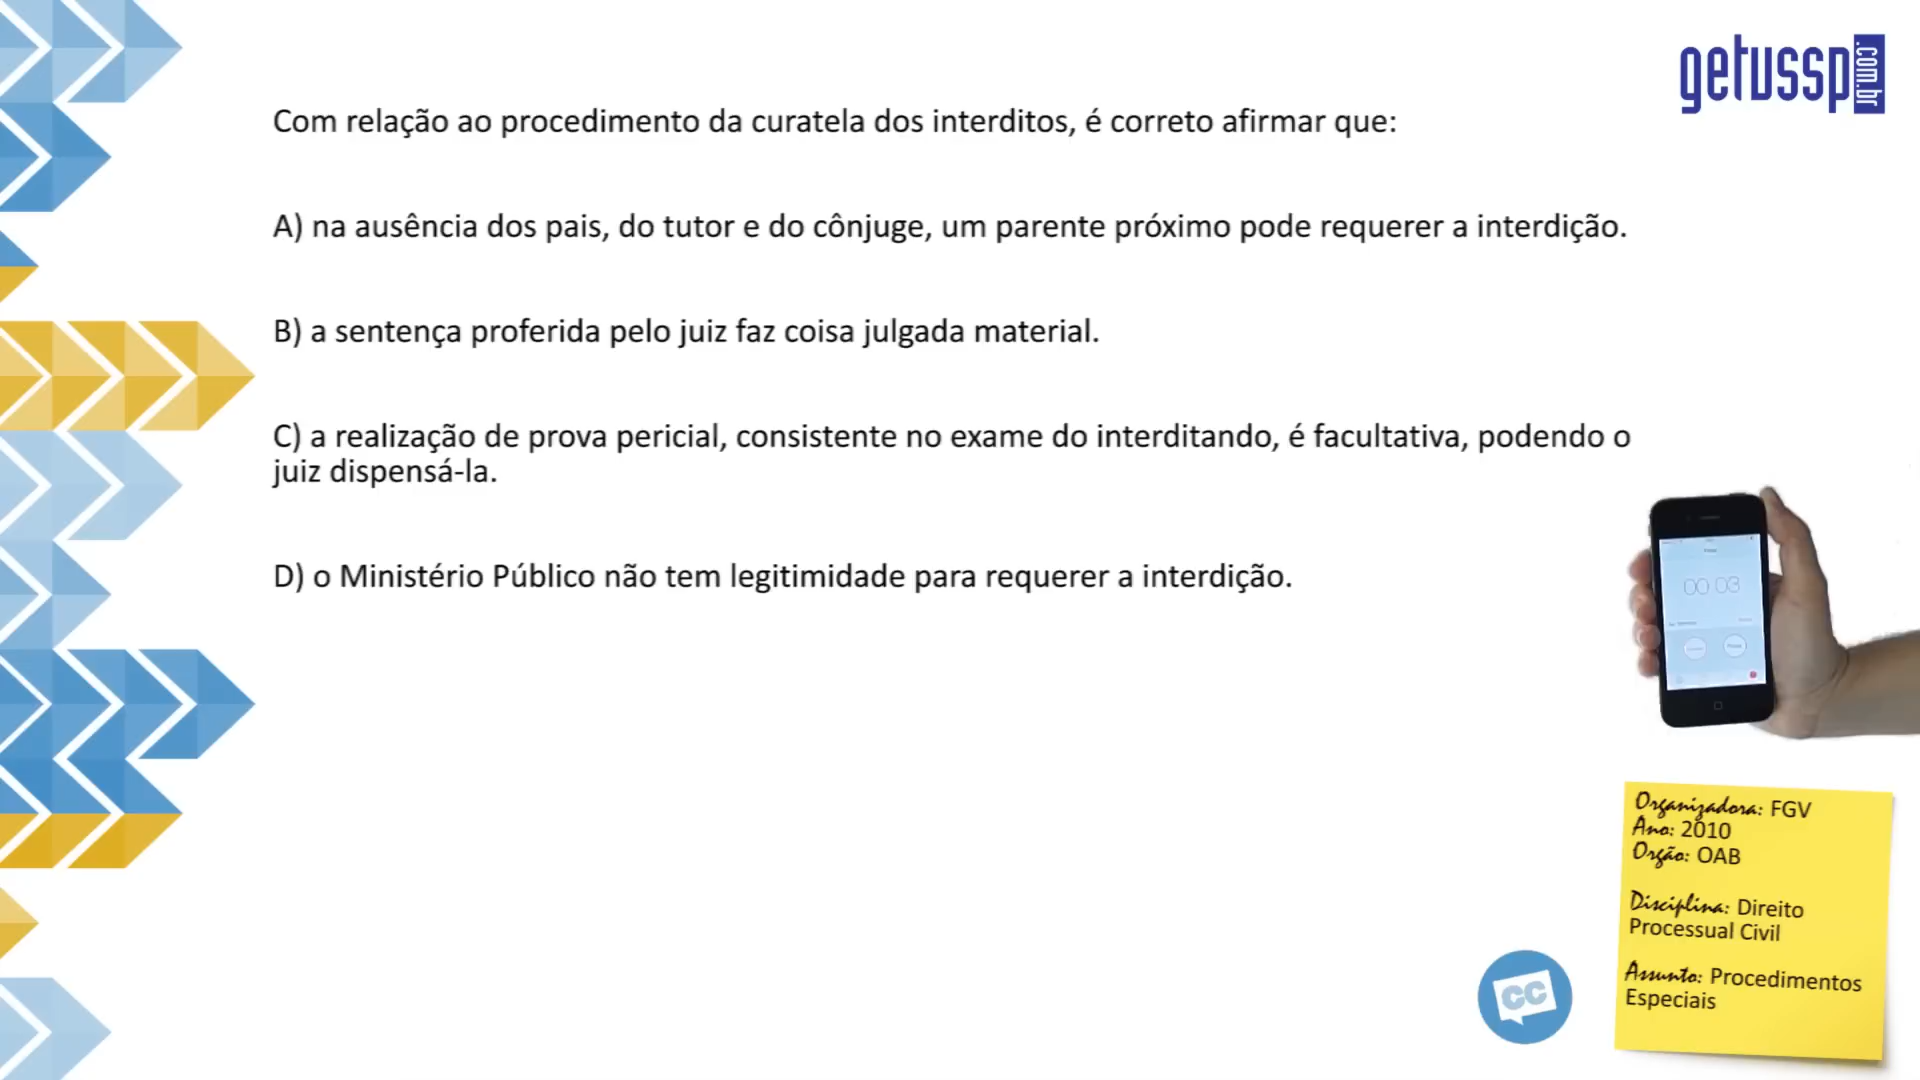 getussp.com.br
Com relação ao procedimento da curatela dos interditos, é correto afirmar que:
A) na ausência dos pais, do tutor e do cônjuge, um parente próximo pode requerer a interdição.
B) a sentença proferida pelo juiz faz coisa julgada material.
C) a realização de prova pericial, consistente no exame do interditando, é facultativa, podendo o
juiz dispensá-la.
D) o Ministério Público não tem legitimidade para requerer a interdição.
00 03
Organizadora: FGV
Ano: 2010
Orgão: OAB
Disciplina: Direito
Processual Civil
Assunto: Procedimentos
Especiais
CC